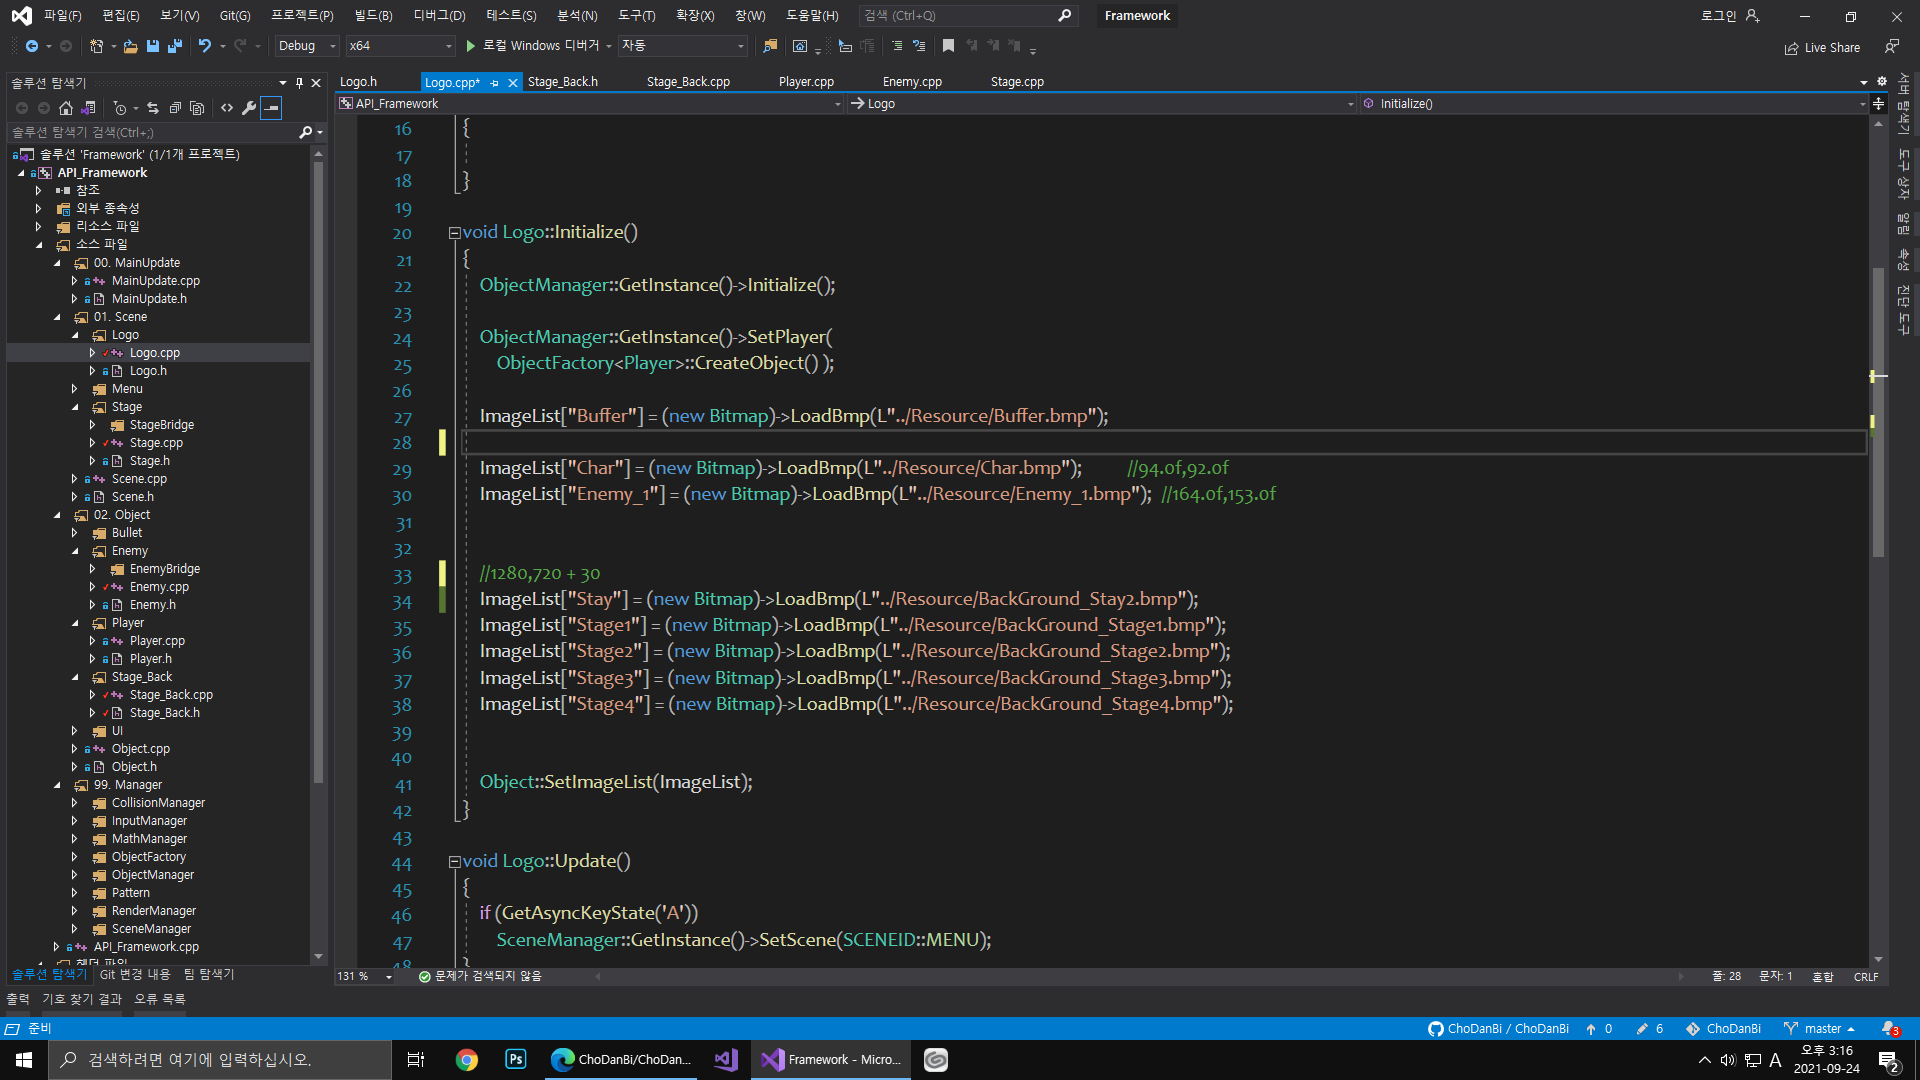 파일(F) 편집(E) 보기(V) Git(G) 프로젝트(P) 빌드(B) 디버그(D) 테스트(S) 분석(N) 도구(T) 확장(X) 창(W) 도움말(H) 검색 (Ctrl+Q) Framework 로그인
Debug x64 로컬 Windows 디버거 자동 Live Share
솔루션 탐색기
솔루션 탐색기 검색(Ctrl+;)
솔루션 'Framework' (1/1개 프로젝트)
API_Framework
참조
외부 종속성
리소스 파일
소스 파일
00. MainUpdate
MainUpdate.cpp
MainUpdate.h
01. Scene
Logo
Logo.cpp
Logo.h
Menu
Stage
StageBridge
Stage.cpp
Stage.h
Scene.cpp
Scene.h
02. Object
Bullet
Enemy
EnemyBridge
Enemy.cpp
Enemy.h
Player
Player.cpp
Player.h
Stage_Back
Stage_Back.cpp
Stage_Back.h
UI
Object.cpp
Object.h
99. Manager
CollisionManager
InputManager
MathManager
ObjectFactory
ObjectManager
Pattern
RenderManager
SceneManager
API_Framework.cpp
헤더 파일
솔루션 탐색기 Git 변경 내용 팀 탐색기
Logo.h Logo.cpp* Stage_Back.h Stage_Back.cpp Player.cpp Enemy.cpp Stage.cpp
API_Framework Logo Initialize()
16 {
17
18 }
19
20 void Logo::Initialize()
21 {
22 ObjectManager::GetInstance()->Initialize();
23
24 ObjectManager::GetInstance()->SetPlayer(
25 ObjectFactory<Player>::CreateObject() );
26
27 ImageList["Buffer"] = (new Bitmap)->LoadBmp(L"../Resource/Buffer.bmp");
28
29 ImageList["Char"] = (new Bitmap)->LoadBmp(L"../Resource/Char.bmp"); //94.0f,92.0f
30 ImageList["Enemy_1"] = (new Bitmap)->LoadBmp(L"../Resource/Enemy_1.bmp"); //164.0f,153.0f
31
32
33 //1280,720 + 30
34 ImageList["Stay"] = (new Bitmap)->LoadBmp(L"../Resource/BackGround_Stay2.bmp");
35 ImageList["Stage1"] = (new Bitmap)->LoadBmp(L"../Resource/BackGround_Stage1.bmp");
36 ImageList["Stage2"] = (new Bitmap)->LoadBmp(L"../Resource/BackGround_Stage2.bmp");
37 ImageList["Stage3"] = (new Bitmap)->LoadBmp(L"../Resource/BackGround_Stage3.bmp");
38 ImageList["Stage4"] = (new Bitmap)->LoadBmp(L"../Resource/BackGround_Stage4.bmp");
39
40
41 Object::SetImageList(ImageList);
42 }
43
44 void Logo::Update()
45 {
46 if (GetAsyncKeyState('A'))
47 SceneManager::GetInstance()->SetScene(SCENEID::MENU);
48 }
131 % 문제가 검색되지 않음 줄: 28 문자: 1 혼합 CRLF
서버 탐색기
도구 상자
알림
속성
진단 도구
출력 기호 찾기 결과 오류 목록
준비 ChoDanBi / ChoDanBi 0 6 ChoDanBi master 3
검색하려면 여기에 입력하십시오. Ps ChoDanBi/ChoDan... Framework - Micro... A 오후 3:16
2021-09-24 2